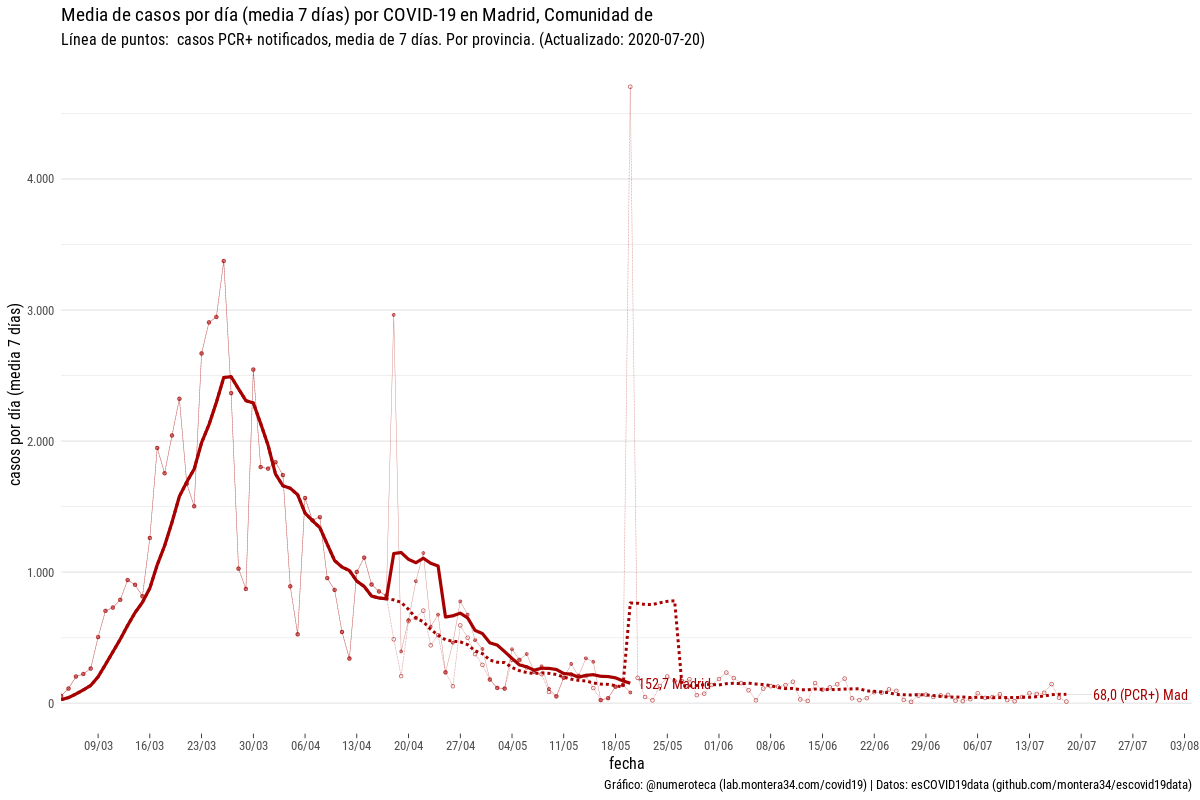 Media de casos por día (media 7 días) por COVID-19 en Madrid, Comunidad de
Línea de puntos:  casos PCR+ notificados, media de 7 días. Por provincia. (Actualizado: 2020-07-20)
casos por día (media 7 días)
4.000
3.000
2.000
1.000
0
152,7 Madrid
68,0 (PCR+) Mad
09/03 16/03 23/03 30/03 06/04 13/04 20/04 27/04 04/05 11/05 18/05 25/05 01/06 08/06 15/06 22/06 29/06 06/07 13/07 20/07 27/07 03/08
fecha
Gráfico: @numeroteca (lab.montera34.com/covid19) | Datos: esCOVID19data (github.com/montera34/escovid19data)